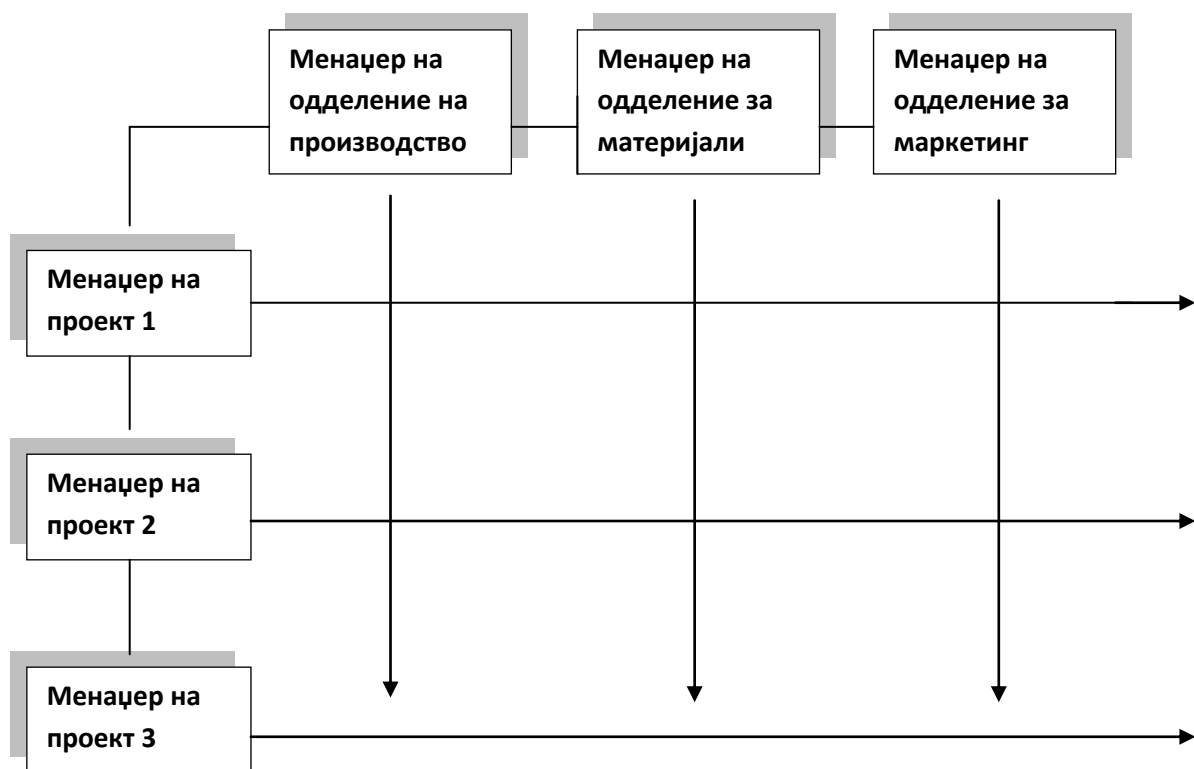 Менаџер на
одделение на
производство
Менаџер на
одделение за
материјали
Менаџер на
одделение за
маркетинг
Менаџер на
проект 1
Менаџер на
проект 2
Менаџер на
проект 3